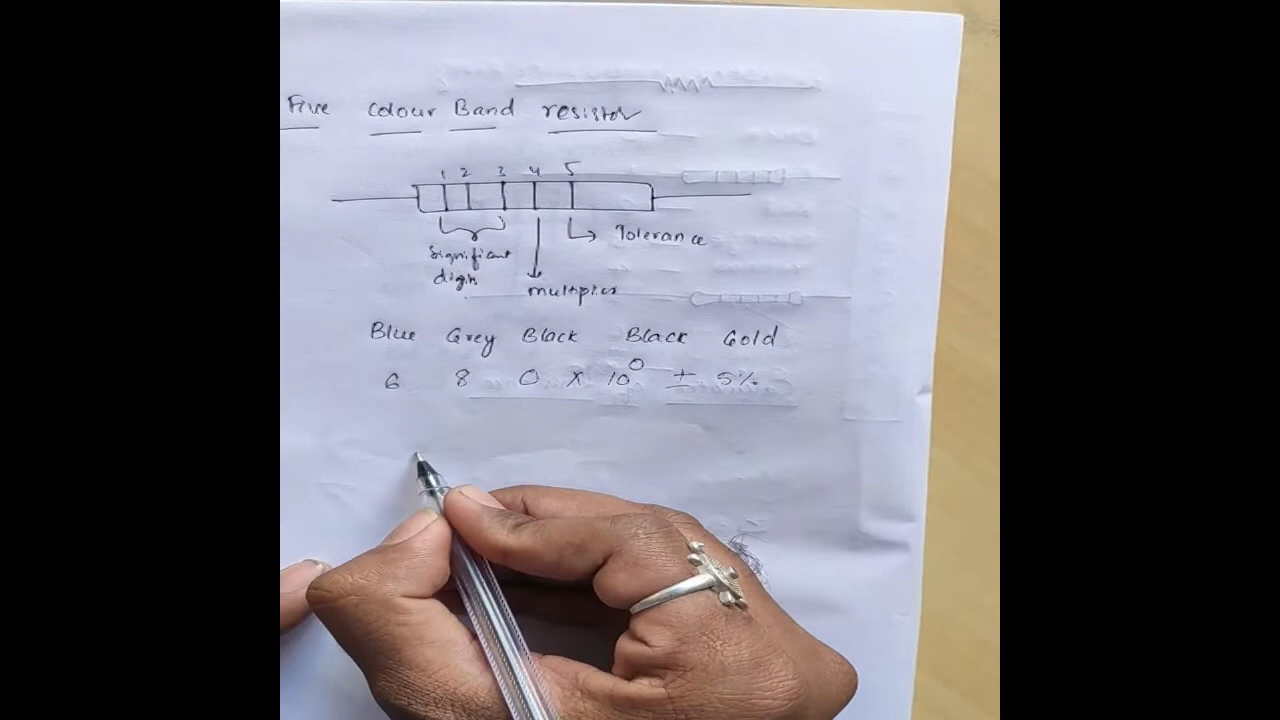 Five Colour Band resistor
1 2 3 4 5
Tolerance
Significant
digits
multiplier
Blue Grey Black Black Gold
6 8 0 x 10⁰ ± 5%